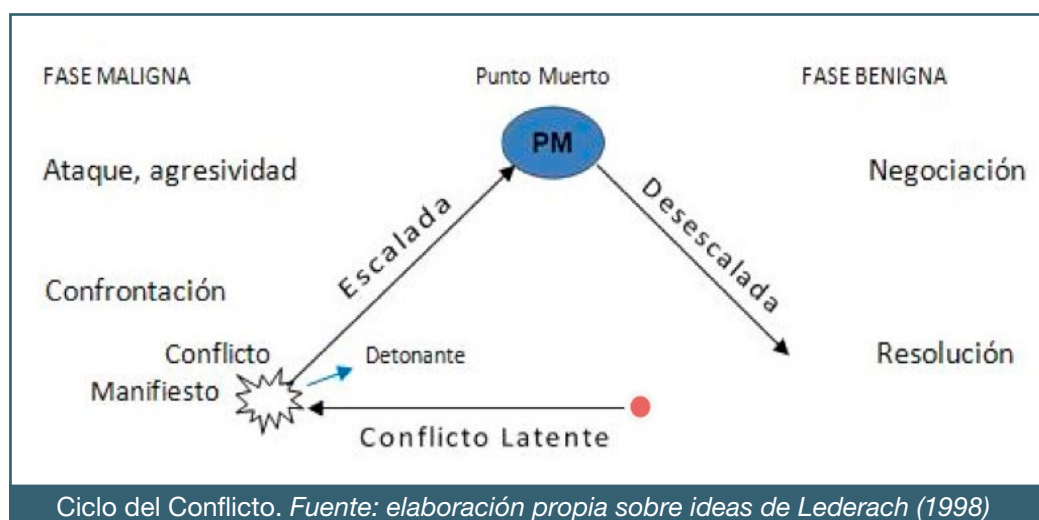 FASE MALIGNA
Punto Muerto
FASE BENIGNA
PM
Ataque, agresividad
Negociación
Escalada
Desescalada
Confrontación
Conflicto
Manifiesto
Detonante
Resolución
Conflicto Latente
Ciclo del Conflicto. Fuente: elaboración propia sobre ideas de Lederach (1998)